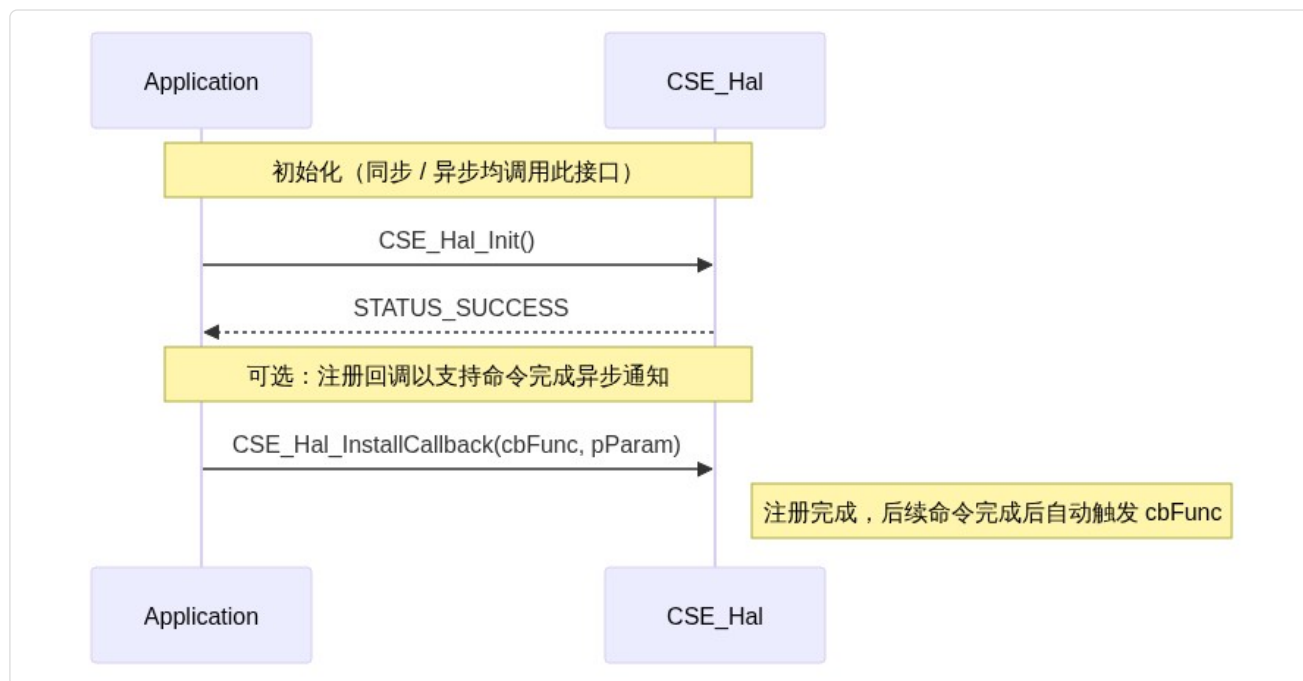 Application
CSE_Hal
初始化（同步 / 异步均调用此接口）
CSE_Hal_Init()
STATUS_SUCCESS
可选：注册回调以支持命令完成异步通知
CSE_Hal_InstallCallback(cbFunc, pParam)
注册完成，后续命令完成后自动触发 cbFunc
Application
CSE_Hal